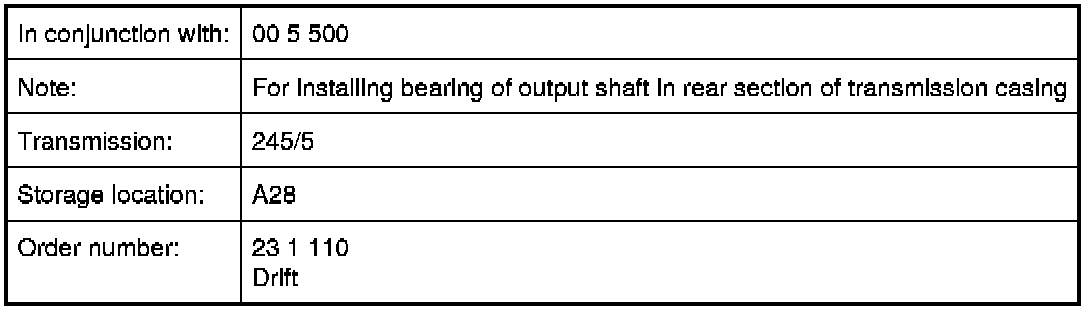 In conjunction with: 00 5 500
Note: For installing bearing of output shaft in rear section of transmission casing
Transmission: 245/5
Storage location: A28
Order number: 23 1 110
Drift